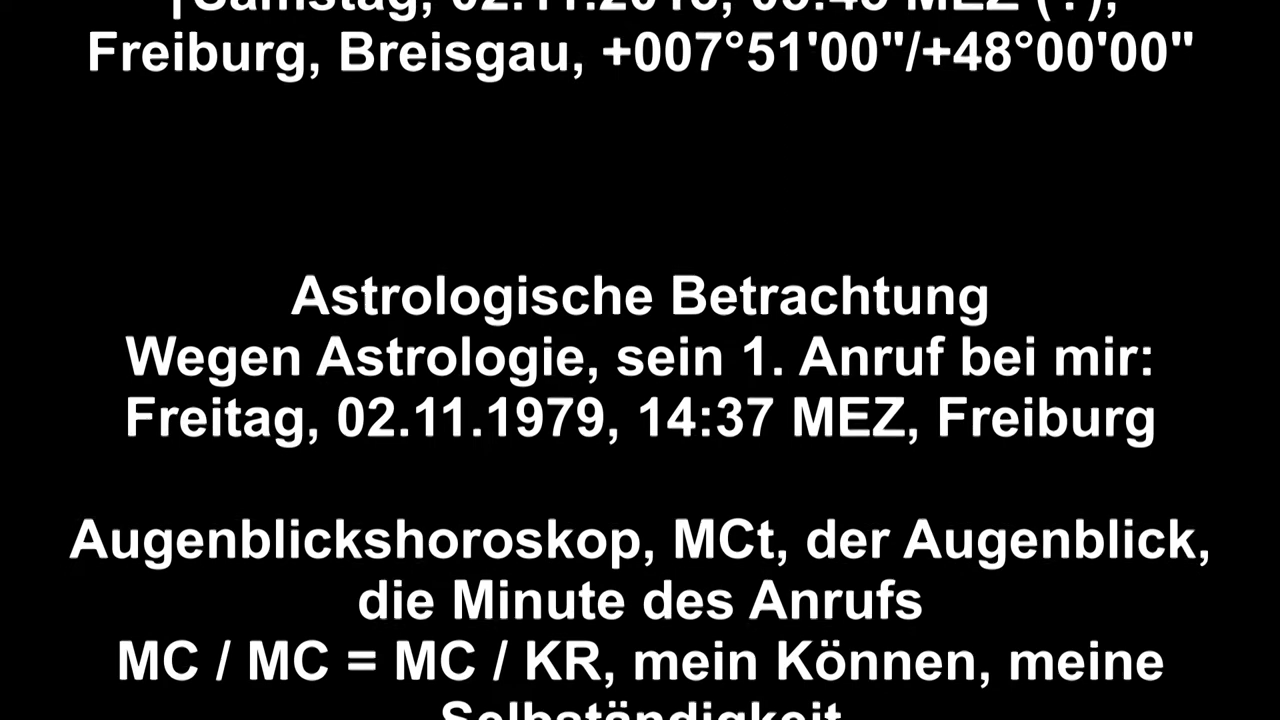 Freiburg, Breisgau, +007°51'00"/+48°00'00"
Astrologische Betrachtung
Wegen Astrologie, sein 1. Anruf bei mir:
Freitag, 02.11.1979, 14:37 MEZ, Freiburg
Augenblickshoroskop, MCt, der Augenblick,
die Minute des Anrufs
MC / MC = MC / KR, mein Können, meine
Selbständigkeit